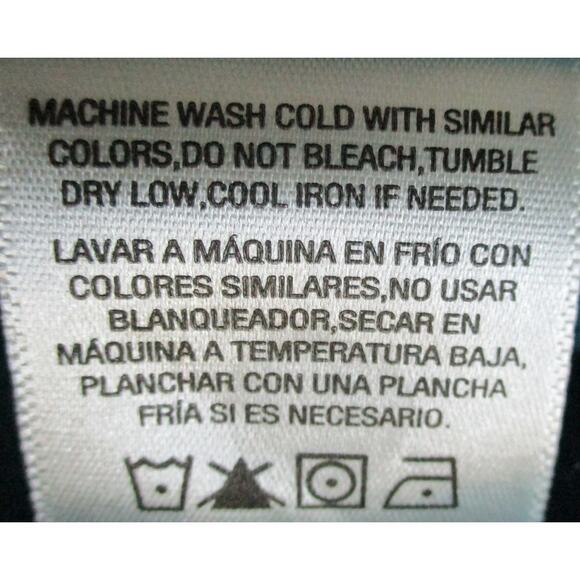 MACHINE WASH COLD WITH SIMILAR
COLORS,DO NOT BLEACH,TUMBLE
DRY LOW,COOL IRON IF NEEDED.
LAVAR A MÁQUINA EN FRÍO CON
COLORES SIMILARES,NO USAR
BLANQUEADOR,SECAR EN
MÁQUINA A TEMPERATURA BAJA,
PLANCHAR CON UNA PLANCHA
FRÍA SI ES NECESARIO.